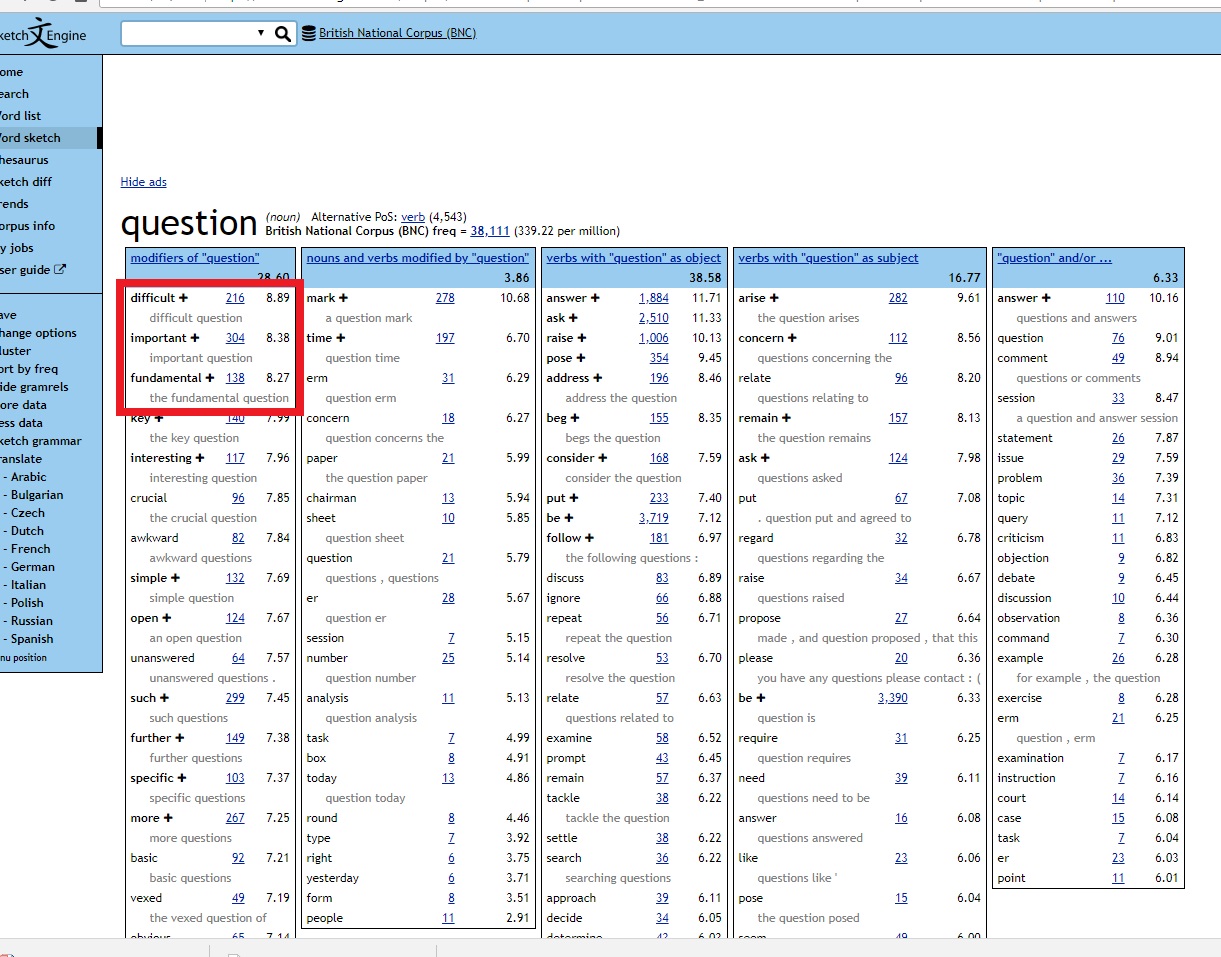 ketch文Engine
British National Corpus (BNC)
ome
earch
ord list
ord sketch
hesaurus
ketch diff
rends
orpus info
y jobs
ser guide
ave
hange options
luster
ort by freq
ide gramrels
ore data
ess data
ketch grammar
ranslate
- Arabic
- Bulgarian
- Czech
- Dutch
- French
- German
- Italian
- Polish
- Russian
- Spanish
nu position
Hide ads
question (noun) Alternative PoS: verb (4,543)
British National Corpus (BNC) freq = 38,111 (339.22 per million)
modifiers of "question"
28.60
difficult + 216 8.89
difficult question
important + 304 8.38
important question
fundamental + 138 8.27
the fundamental question
key + 140 7.99
the key question
interesting + 117 7.96
interesting question
crucial 96 7.85
the crucial question
awkward 82 7.84
awkward questions
simple + 132 7.69
simple question
open + 124 7.67
an open question
unanswered 64 7.57
unanswered questions .
such + 299 7.45
such questions
further + 149 7.38
further questions
specific + 103 7.37
specific questions
more + 267 7.25
more questions
basic 92 7.21
basic questions
vexed 49 7.19
the vexed question of
obvious 65 7.14
nouns and verbs modified by "question"
3.86
mark + 278 10.68
a question mark
time + 197 6.70
question time
erm 31 6.29
question erm
concern 18 6.27
question concerns the
paper 21 5.99
the question paper
chairman 13 5.94
sheet 10 5.85
question sheet
question 21 5.79
questions , questions
er 28 5.67
question er
session 7 5.15
number 25 5.14
question number
analysis 11 5.13
question analysis
task 7 4.99
box 8 4.91
today 13 4.86
question today
round 8 4.46
type 7 3.92
right 6 3.75
yesterday 6 3.71
form 8 3.51
people 11 2.91
verbs with "question" as object
38.58
answer + 1,884 11.71
ask + 2,510 11.33
raise + 1,006 10.13
pose + 354 9.45
address + 196 8.46
address the question
beg + 155 8.35
begs the question
consider + 168 7.59
consider the question
put + 233 7.40
be + 3,719 7.12
follow + 181 6.97
the following questions :
discuss 83 6.89
ignore 66 6.88
repeat 56 6.71
repeat the question
resolve 53 6.70
resolve the question
relate 57 6.63
questions related to
examine 58 6.52
prompt 43 6.45
remain 57 6.37
tackle 38 6.22
tackle the question
settle 38 6.22
search 36 6.22
searching questions
approach 39 6.11
decide 34 6.05
determine 42 6.02
verbs with "question" as subject
16.77
arise + 282 9.61
the question arises
concern + 112 8.56
questions concerning the
relate 96 8.20
questions relating to
remain + 157 8.13
the question remains
ask + 124 7.98
questions asked
put 67 7.08
. question put and agreed to
regard 32 6.78
questions regarding the
raise 34 6.67
questions raised
propose 27 6.64
made , and question proposed , that this
please 20 6.36
you have any questions please contact : (
be + 3,390 6.33
question is
require 31 6.25
question requires
need 39 6.11
questions need to be
answer 16 6.08
questions answered
like 23 6.06
questions like '
pose 15 6.04
the question posed
seem 49 6.00
"question" and/or ...
6.33
answer + 110 10.16
questions and answers
question 76 9.01
comment 49 8.94
questions or comments
session 33 8.47
a question and answer session
statement 26 7.87
issue 29 7.59
problem 36 7.39
topic 14 7.31
query 11 7.12
criticism 11 6.83
objection 9 6.82
debate 9 6.45
discussion 10 6.44
observation 8 6.36
command 7 6.30
example 26 6.28
for example , the question
exercise 8 6.28
erm 21 6.25
question , erm
examination 7 6.17
instruction 7 6.16
court 14 6.14
case 15 6.08
task 7 6.04
er 23 6.03
point 11 6.01